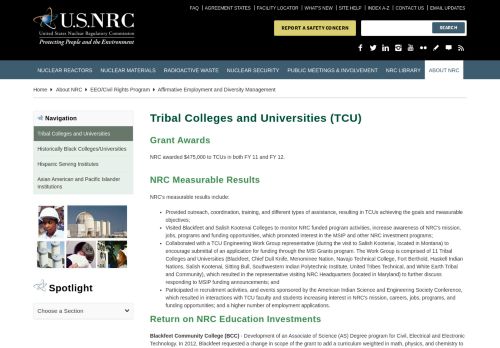 FAQ | AGREEMENT STATES | FACILITY LOCATOR | WHAT'S NEW | SITE HELP | INDEX A-Z | CONTACT US | EMAIL UPDATES
U.S.NRC
United States Nuclear Regulatory Commission
Protecting People and the Environment
REPORT A SAFETY CONCERN
SEARCH
NUCLEAR REACTORS NUCLEAR MATERIALS RADIOACTIVE WASTE NUCLEAR SECURITY PUBLIC MEETINGS & INVOLVEMENT NRC LIBRARY ABOUT NRC
Home About NRC EEO/Civil Rights Program Affirmative Employment and Diversity Management
Navigation
Tribal Colleges and Universities
Historically Black Colleges/Universities
Hispanic Serving Institutes
Asian American and Pacific Islander
Institutions
Spotlight
Choose a Section
Tribal Colleges and Universities (TCU)
Grant Awards
NRC awarded $475,000 to TCUs in both FY 11 and FY 12.
NRC Measurable Results
NRC's measurable results include:
Provided outreach, coordination, training, and different types of assistance, resulting in TCUs achieving the goals and measurable
objectives;
Visited Blackfeet and Salish Kootenai Colleges to monitor NRC funded program activities, increase awareness of NRC's mission,
jobs, programs and funding opportunities, which promoted interest in the MSIP and other NRC investment programs;
Collaborated with a TCU Engineering Work Group representative (during the visit to Salish Kootenai, located in Montana) to
encourage submittal of an application for funding through the MSI Grants program. The Work Group is comprised of 11 Tribal
Colleges and Universities (Blackfeet, Chief Dull Knife, Menominee Nation, Navajo Technical College, Fort Berthold, Haskell Indian
Nations, Salish Kootenai, Sitting Bull, Southwestern Indian Polytechnic Institute, United Tribes Technical, and White Earth Tribal
and Community), which resulted in the representative visiting NRC Headquarters (located in Maryland) to further discuss
responding to MSIP funding announcements; and
Participated in recruitment activities, and events sponsored by the American Indian Science and Engineering Society Conference,
which resulted in interactions with TCU faculty and students increasing interest in NRC's mission, careers, jobs, programs, and
funding opportunities; and a higher number of employment applications.
Return on NRC Education Investments
Blackfeet Community College (BCC) - Development of an Associate of Science (AS) Degree program for Civil, Electrical and Electronic
Technology. In 2012, Blackfeet requested a change in scope of the grant to add a curriculum weighted in math, physics, and chemistry to